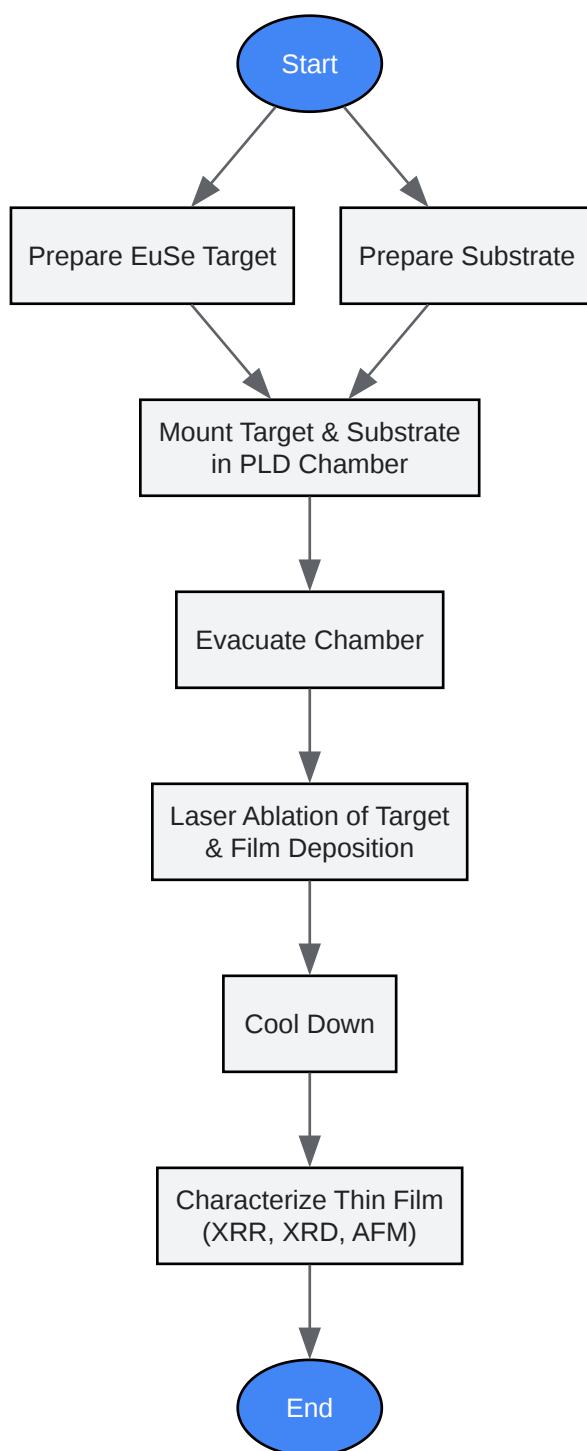 Start
Prepare EuSe Target
Prepare Substrate
Mount Target & Substrate
in PLD Chamber
Evacuate Chamber
Laser Ablation of Target
& Film Deposition
Cool Down
Characterize Thin Film
(XRR, XRD, AFM)
End